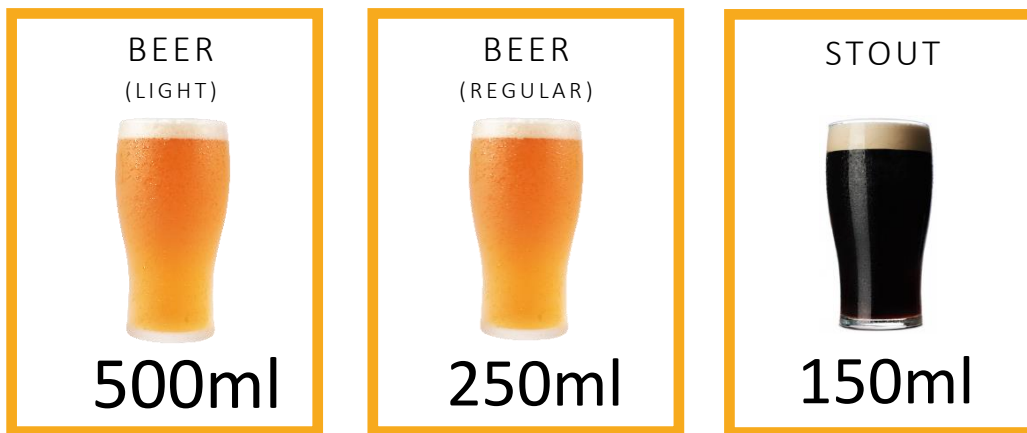 BEER
(LIGHT)
500ml
BEER
(REGULAR)
250ml
STOUT
150ml